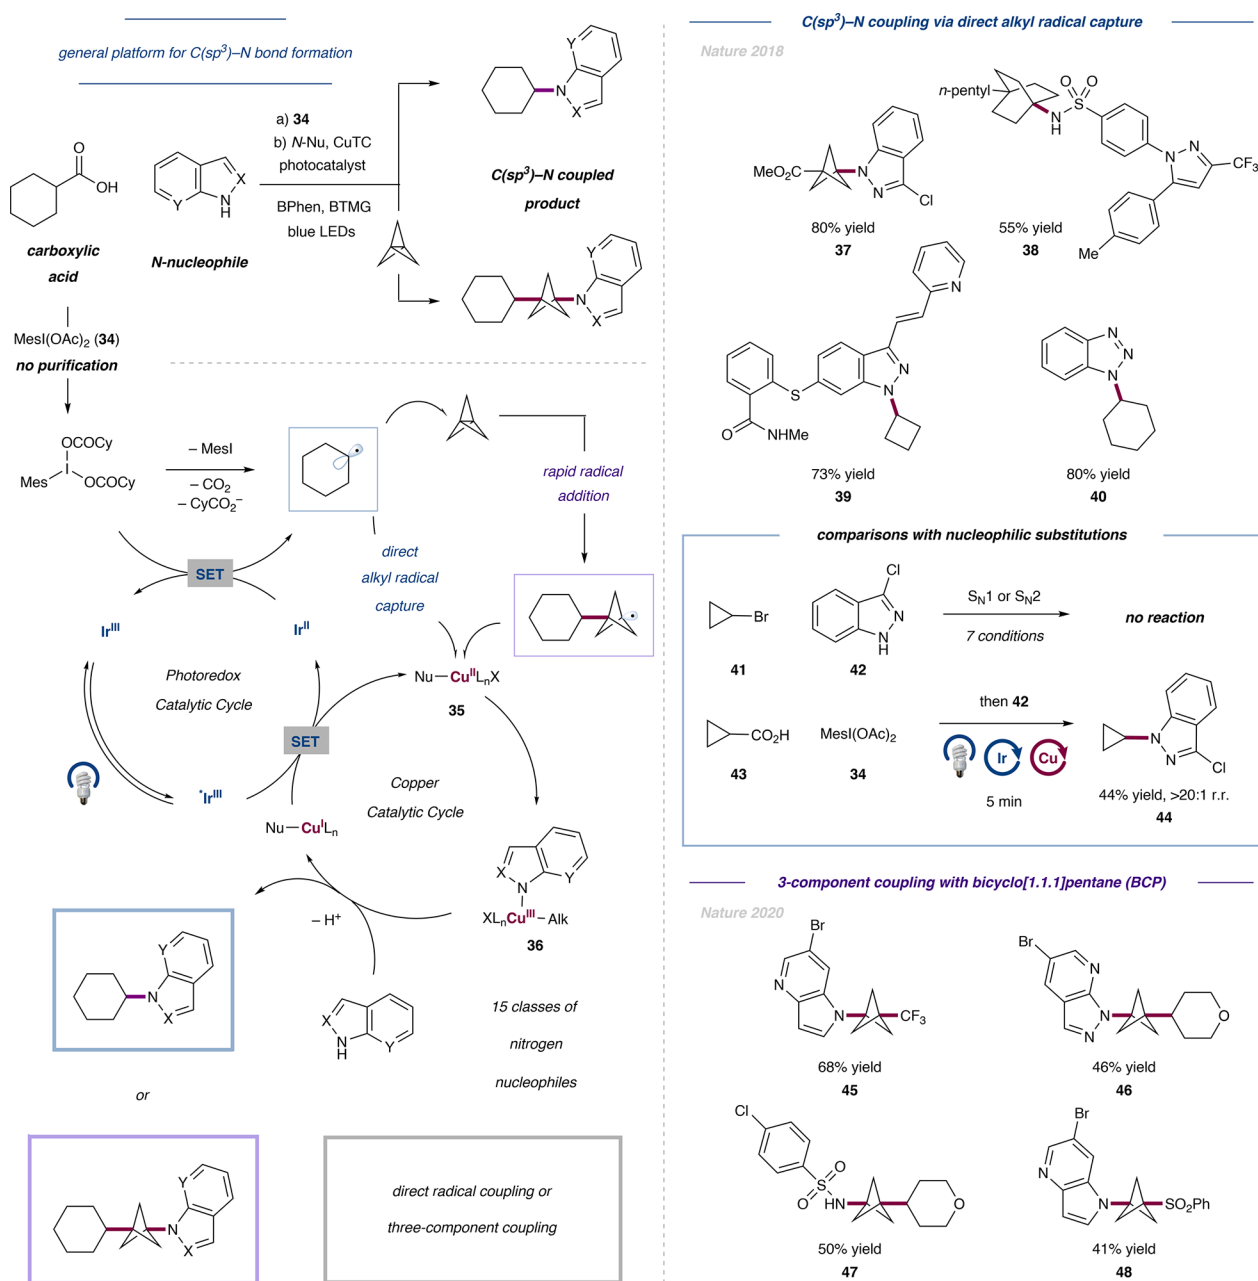 general platform for C(sp³)–N bond formation
a) 34
b) N-Nu, CuTC
photocatalyst
BPhen, BTMG
blue LEDs
O
OH
carboxylic
acid
Y
X
N
H
N-nucleophile
Y
N
X
C(sp³)–N coupled
product
Y
N
X
MesI(OAc)₂ (34)
no purification
OCOCy
I
Mes
OCOCy
– MesI
– CO₂
– CyCO₂⁻
rapid radical
addition
direct
alkyl radical
capture
SET
Irᴵᴵᴵ
Irᴵᴵ
Photoredox
Catalytic Cycle
Nu—CuᴵᴵLₙX
35
SET
*Irᴵᴵᴵ
Copper
Catalytic Cycle
Nu—CuᴵLₙ
X
N
Y
XLₙCuᴵᴵᴵ–Alk
36
– H⁺
Y
N
X
X
N
H
Y
15 classes of
nitrogen
nucleophiles
or
Y
N
X
direct radical coupling or
three-component coupling
C(sp³)–N coupling via direct alkyl radical capture
Nature 2018
MeO₂C
N
N
Cl
80% yield
37
n-pentyl
O
O
S
NH
N
N
CF₃
Me
55% yield
38
N
N
N
S
O
NHMe
73% yield
39
N
N
N
80% yield
40
comparisons with nucleophilic substitutions
Br
41
Cl
N
N
H
42
Sₙ1 or Sₙ2
7 conditions
no reaction
CO₂H
43
MesI(OAc)₂
34
then 42
Ir
Cu
5 min
N
N
Cl
44% yield, >20:1 r.r.
44
3-component coupling with bicyclo[1.1.1]pentane (BCP)
Nature 2020
Br
N
N
CF₃
68% yield
45
Br
N
N
N
O
46% yield
46
Cl
O
S
O
HN
O
50% yield
47
Br
N
N
SO₂Ph
41% yield
48